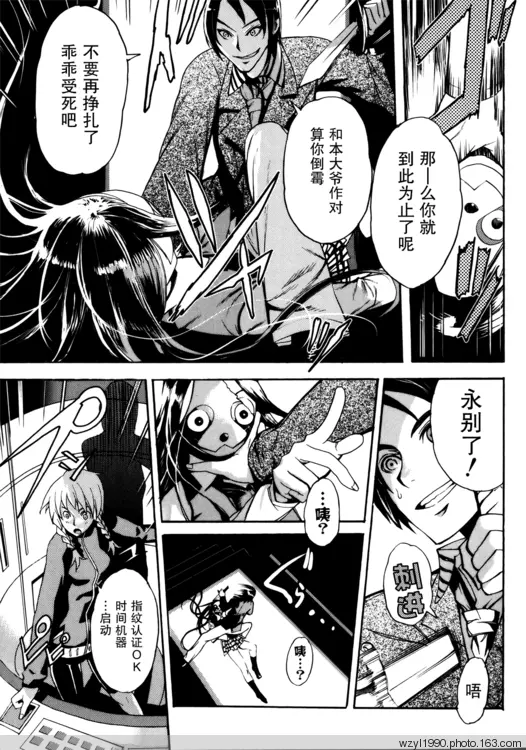 那—么你就
到此为止了呢
和本大爷作对
算你倒霉
不要再挣扎了
乖乖受死吧
永别了！
刺进
唔
…咦？
咦…？
指纹认证OK
时间机器
…启动
wzyl1990.photo.163.com